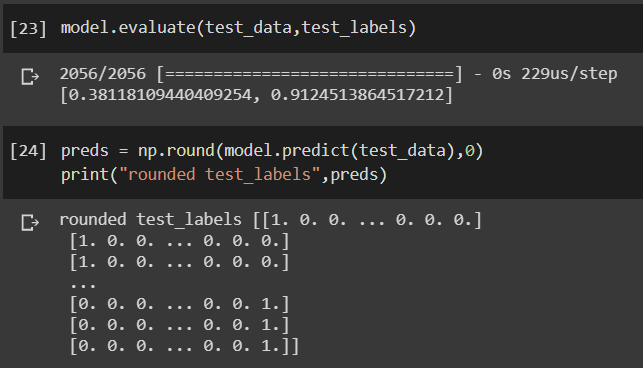 [23] model.evaluate(test_data,test_labels)
2056/2056 [==============================] - 0s 229us/step
[0.38118109440409254, 0.9124513864517212]
[24] preds = np.round(model.predict(test_data),0)
print("rounded test_labels",preds)
rounded test_labels [[1. 0. 0. ... 0. 0. 0.]
[1. 0. 0. ... 0. 0. 0.]
[1. 0. 0. ... 0. 0. 0.]
...
[0. 0. 0. ... 0. 0. 1.]
[0. 0. 0. ... 0. 0. 1.]
[0. 0. 0. ... 0. 0. 1.]]